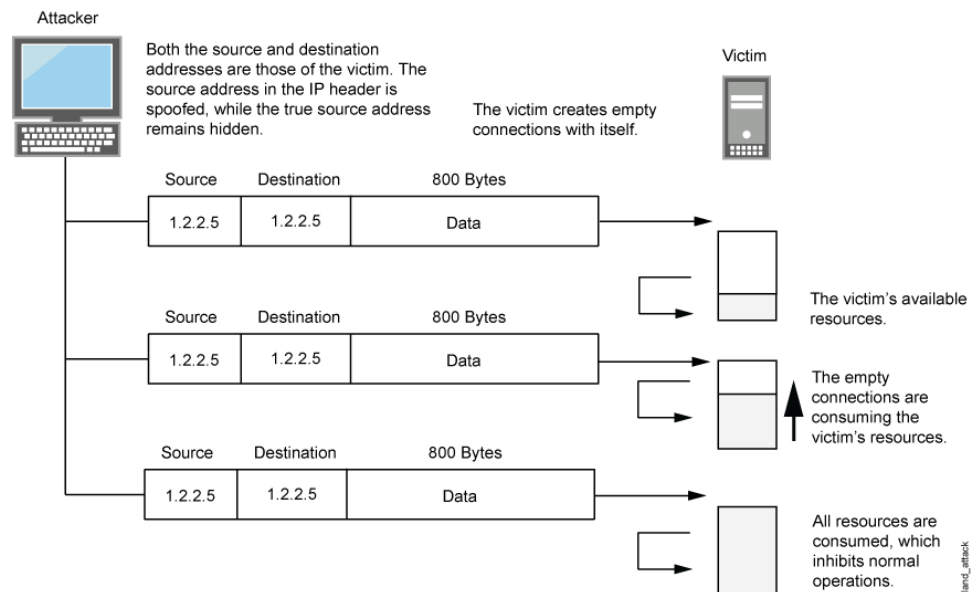 Attacker
Both the source and destination
addresses are those of the victim. The
source address in the IP header is
spoofed, while the true source address
remains hidden.
The victim creates empty
connections with itself.
Victim
Source Destination 800 Bytes
1.2.2.5 1.2.2.5 Data
The victim's available
resources.
Source Destination 800 Bytes
1.2.2.5 1.2.2.5 Data
The empty
connections are
consuming the
victim's resources.
Source Destination 800 Bytes
1.2.2.5 1.2.2.5 Data
All resources are
consumed, which
inhibits normal
operations.
land_attack